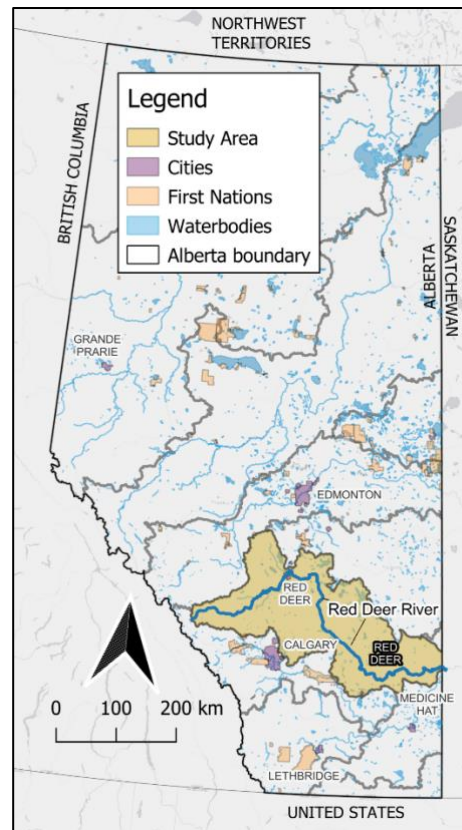 NORTHWEST
TERRITORIES
BRITISH COLUMBIA
Legend
Study Area
Cities
First Nations
Waterbodies
Alberta boundary
ALBERTA
SASKATCHEWAN
GRANDE
PRARIE
EDMONTON
RED
DEER
Red Deer River
CALGARY
RED
DEER
MEDICINE
HAT
0 100 200 km
LETHBRIDGE
UNITED STATES